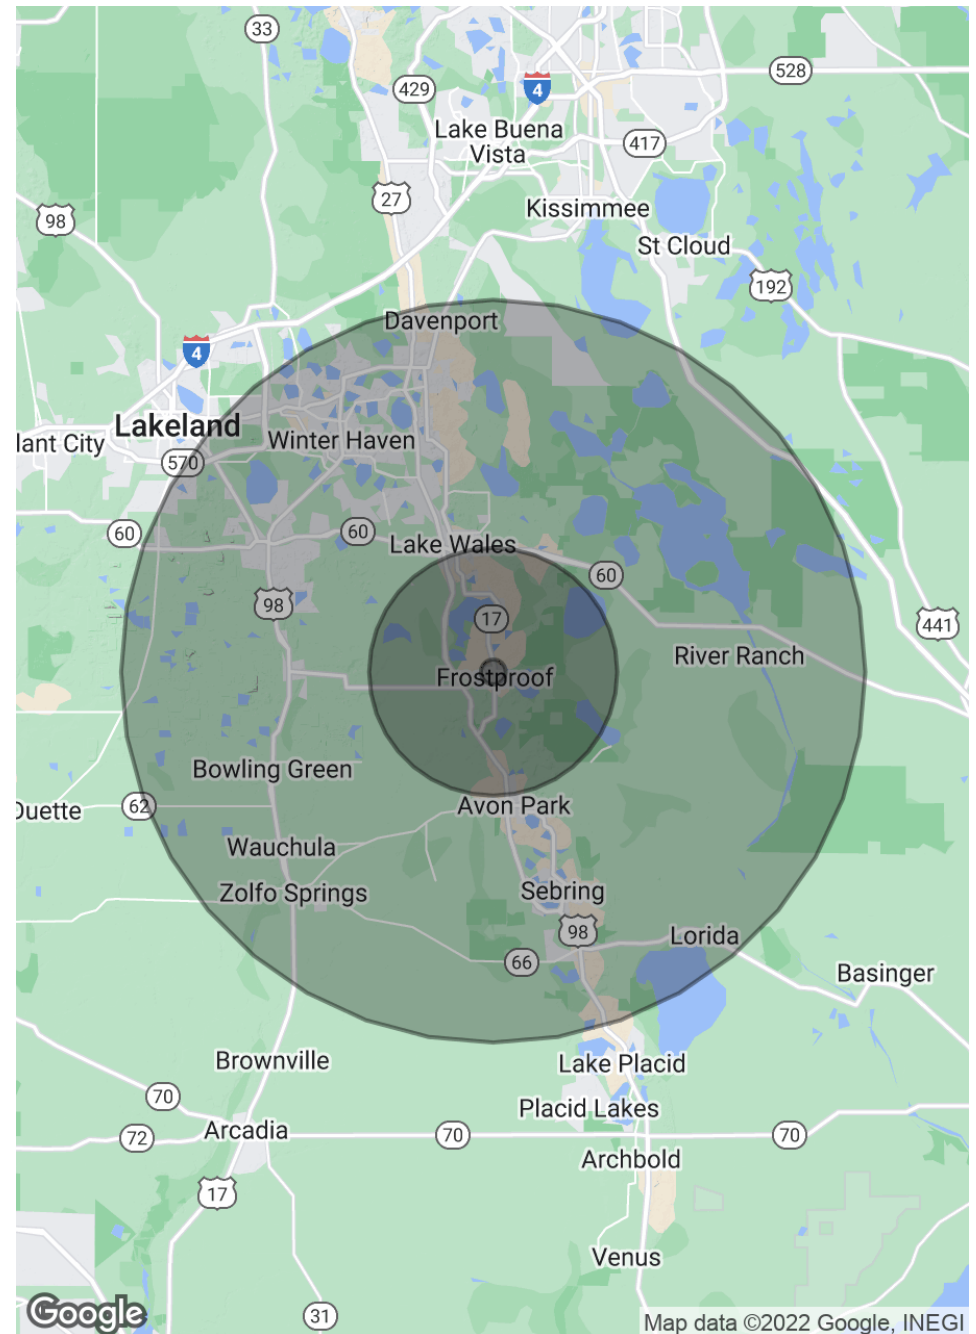 33
528
4
429
Lake Buena
Vista
417
27
Kissimmee
98
St Cloud
192
Davenport
4
Lakeland
Winter Haven
lant City
570
60
60
Lake Wales
60
98
17
441
River Ranch
Frostproof
Bowling Green
62
Avon Park
Duette
Wauchula
Sebring
Zolfo Springs
98
Lorida
66
Basinger
Brownville
Lake Placid
70
Placid Lakes
Arcadia
72
70
70
Archbold
17
Venus
Google
31
Map data ©2022 Google, INEGI